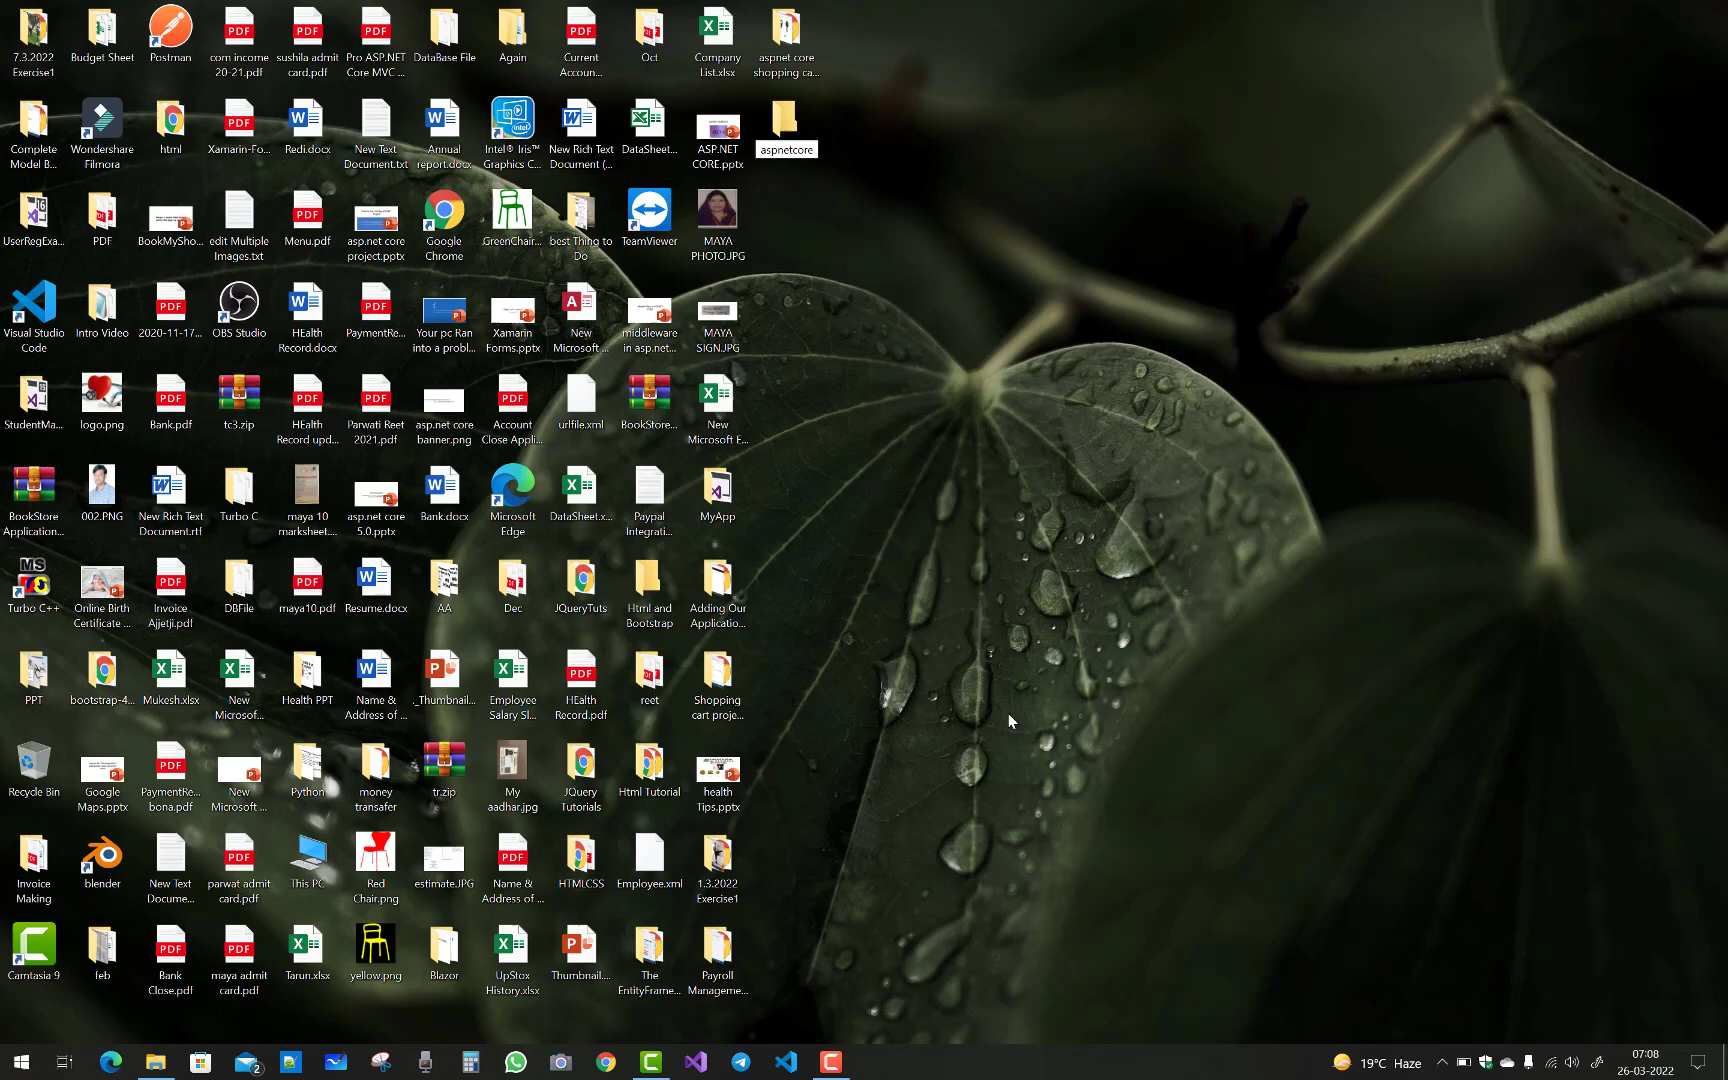 7.3.2022
Exercise1
Budget Sheet
Postman
com income
20-21.pdf
sushila admit
card.pdf
Pro ASP.NET
Core MVC ...
DataBase File
Again
Current
Accoun...
Oct
Company
List.xlsx
aspnet core
shopping ca...
Complete
Model B...
Wondershare
Filmora
html
Xamarin-Fo...
Redi.docx
New Text
Document.txt
Annual
report.docx
Intel® Iris™
Graphics C...
New Rich Text
Document (...
DataSheet...
ASP.NET
CORE.pptx
aspnetcore
UserRegExa...
PDF
BookMySho...
edit Multiple
Images.txt
Menu.pdf
asp.net core
project.pptx
Google
Chrome
GreenChair...
best Thing to
Do
TeamViewer
MAYA
PHOTO.JPG
Visual Studio
Code
Intro Video
2020-11-17...
OBS Studio
HEalth
Record.docx
PaymentRe...
Your pc Ran
into a probl...
Xamarin
Forms.pptx
New
Microsoft ...
middleware
in asp.net...
MAYA
SIGN.JPG
StudentMa...
logo.png
Bank.pdf
tc3.zip
HEalth
Record upd...
Parwati Reet
2021.pdf
asp.net core
banner.png
Account
Close Appli...
urlfile.xml
BookStore...
New
Microsoft E...
BookStore
Application...
002.PNG
New Rich Text
Document.rtf
Turbo C
maya 10
marksheet....
asp.net core
5.0.pptx
Bank.docx
Microsoft
Edge
DataSheet.x...
Paypal
Integrati...
MyApp
Turbo C++
Online Birth
Certificate ...
Invoice
Ajjetji.pdf
DBFile
maya10.pdf
Resume.docx
AA
Dec
JQueryTuts
Html and
Bootstrap
Adding Our
Applicatio...
PPT
bootstrap-4...
Mukesh.xlsx
New
Microsof...
Health PPT
Name &
Address of ...
_Thumbnail...
Employee
Salary Sl...
HEalth
Record.pdf
reet
Shopping
cart proje...
Recycle Bin
Google
Maps.pptx
PaymentRe...
bona.pdf
New
Microsoft ...
Python
money
transafer
tr.zip
My
aadhar.jpg
JQuery
Tutorials
Html Tutorial
health
Tips.pptx
Invoice
Making
blender
New Text
Docume...
parwat admit
card.pdf
This PC
Red
Chair.png
estimate.JPG
Name &
Address of ...
HTMLCSS
Employee.xml
1.3.2022
Exercise1
Camtasia 9
feb
Bank
Close.pdf
maya admit
card.pdf
Tarun.xlsx
yellow.png
Blazor
UpStox
History.xlsx
Thumbnail....
The
EntityFrame...
Payroll
Manageme...
2
19°C Haze
07:08
26-03-2022